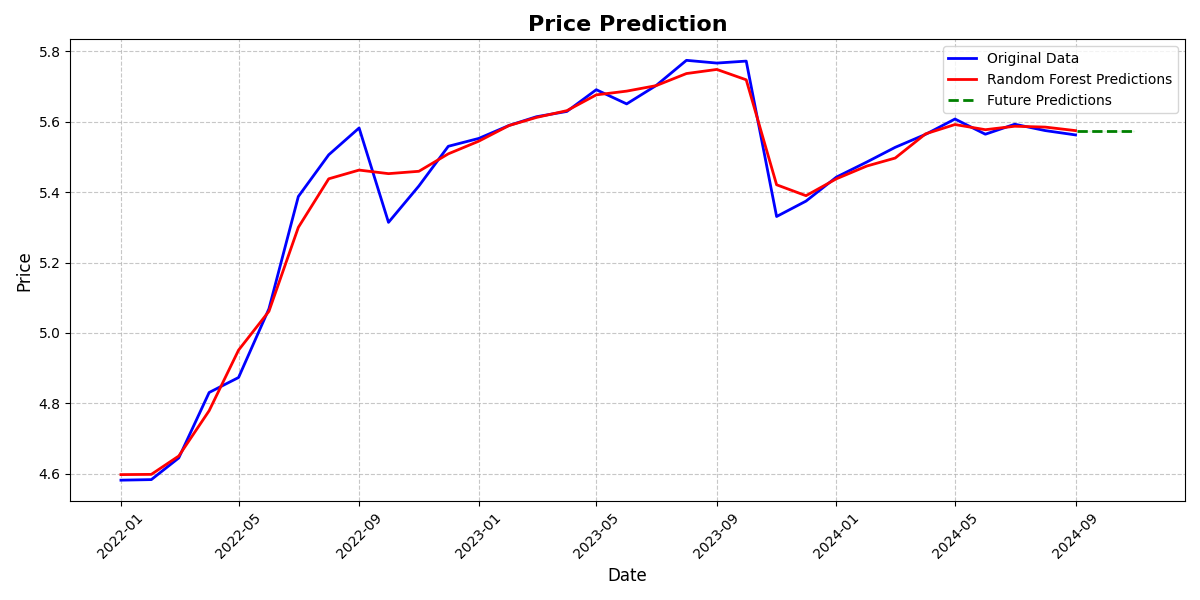 Price Prediction
Original Data
Random Forest Predictions
Future Predictions
Price
5.8
5.6
5.4
5.2
5.0
4.8
4.6
2022-01
2022-05
2022-09
2023-01
2023-05
2023-09
2024-01
2024-05
2024-09
Date